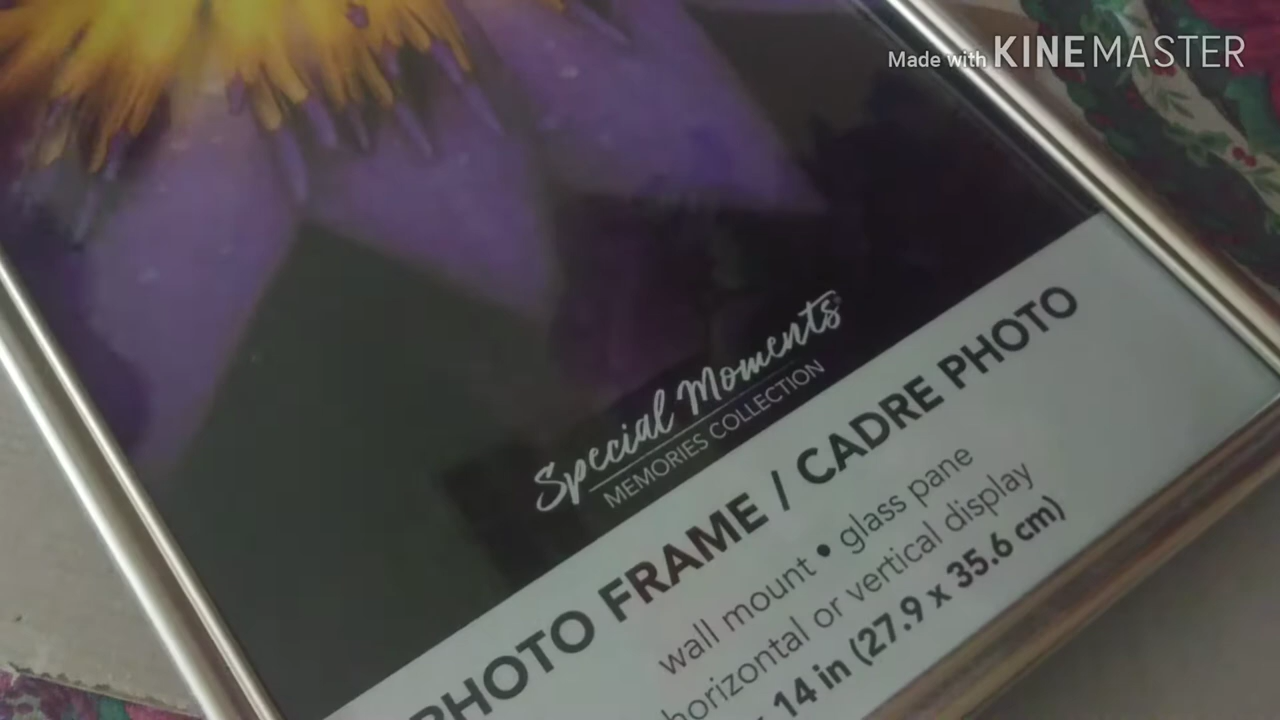 Made with KINEMASTER
Special Moments
MEMORIES COLLECTION
PHOTO FRAME / CADRE PHOTO
wall mount • glass pane
horizontal or vertical display
14 in (27.9 x 35.6 cm)